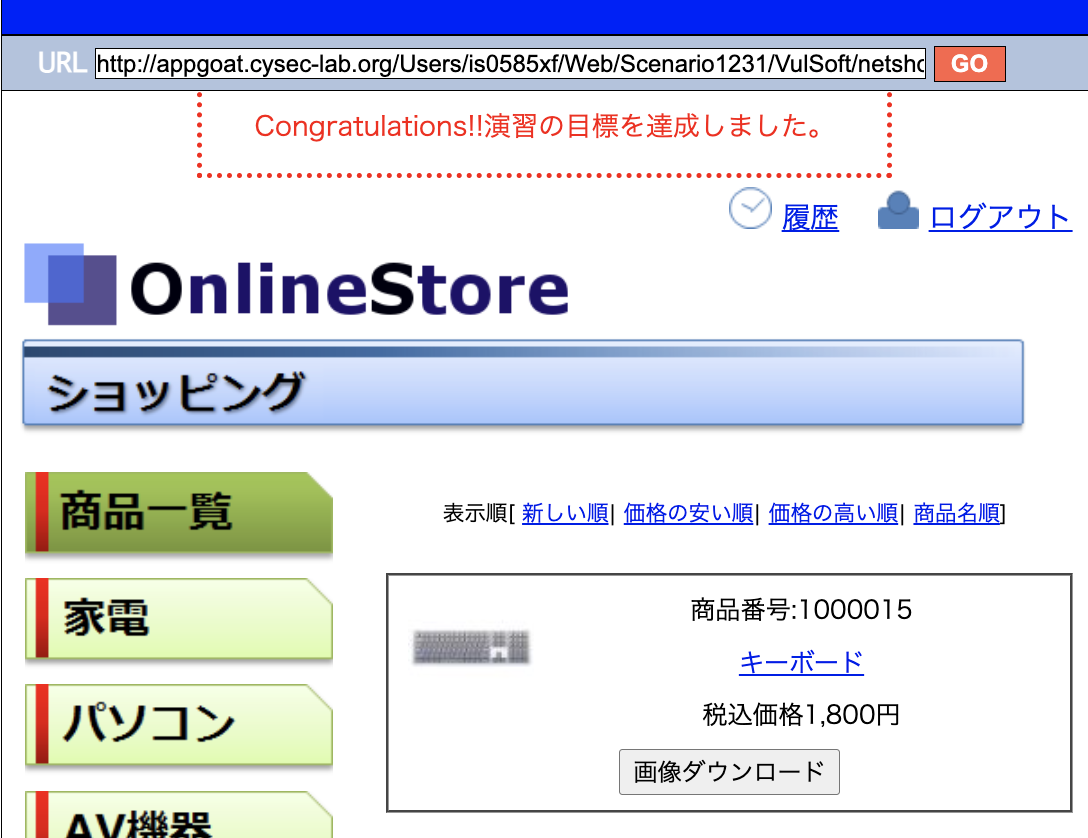 URL http://appgoat.cysec-lab.org/Users/is0585xf/Web/Scenario1231/VulSoft/netsho GO
Congratulations!!演習の目標を達成しました。
履歴 ログアウト
OnlineStore
ショッピング
商品一覧
表示順[ 新しい順| 価格の安い順| 価格の高い順| 商品名順]
家電
商品番号:1000015
キーボード
パソコン
税込価格1,800円
画像ダウンロード
AV機器